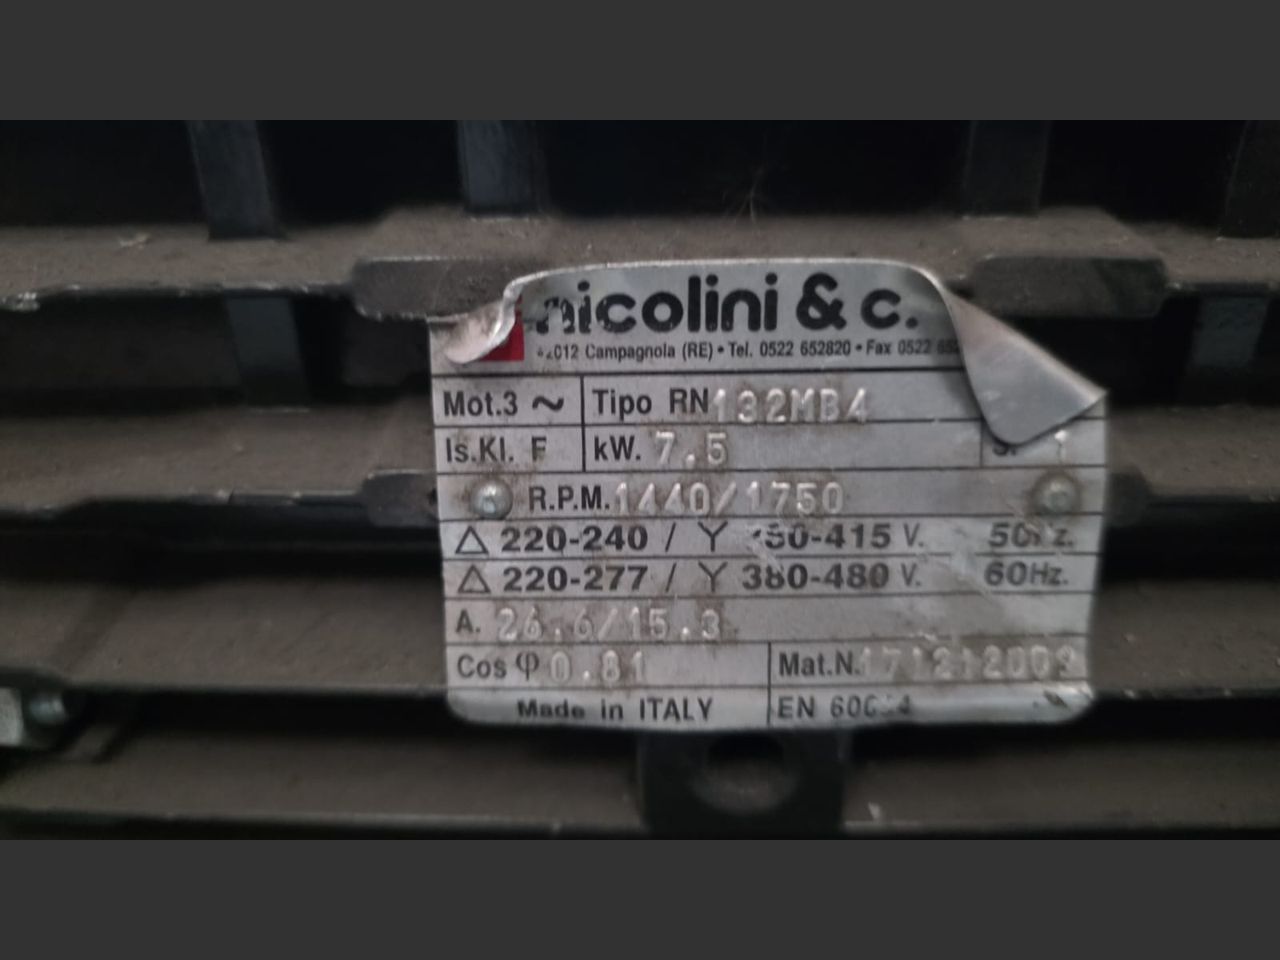 nicolini & c.
Campagnola (RE) • Tel. 0522 652820 • Fax 0522
Mot.3 ~ Tipo RN 132MB4
Is.Kl. F kW. 7.5 1
R.P.M. 1440/1750
△ 220-240 / Y 415 V.
△ 220-277 / Y 380-480 V. 60Hz.
A. 26.6/15.3
Cos φ 0.81 Mat.N.
Made in ITALY EN